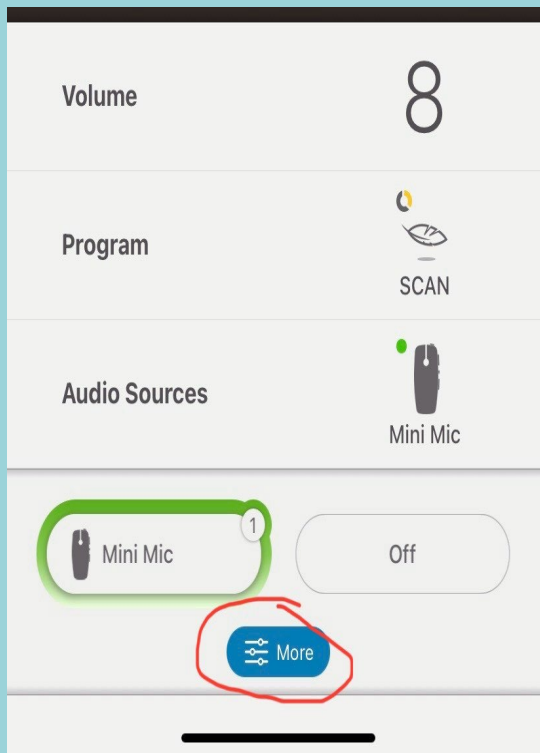 Volume
8
Program
SCAN
Audio Sources
Mini Mic
Mini Mic
1
Off
More